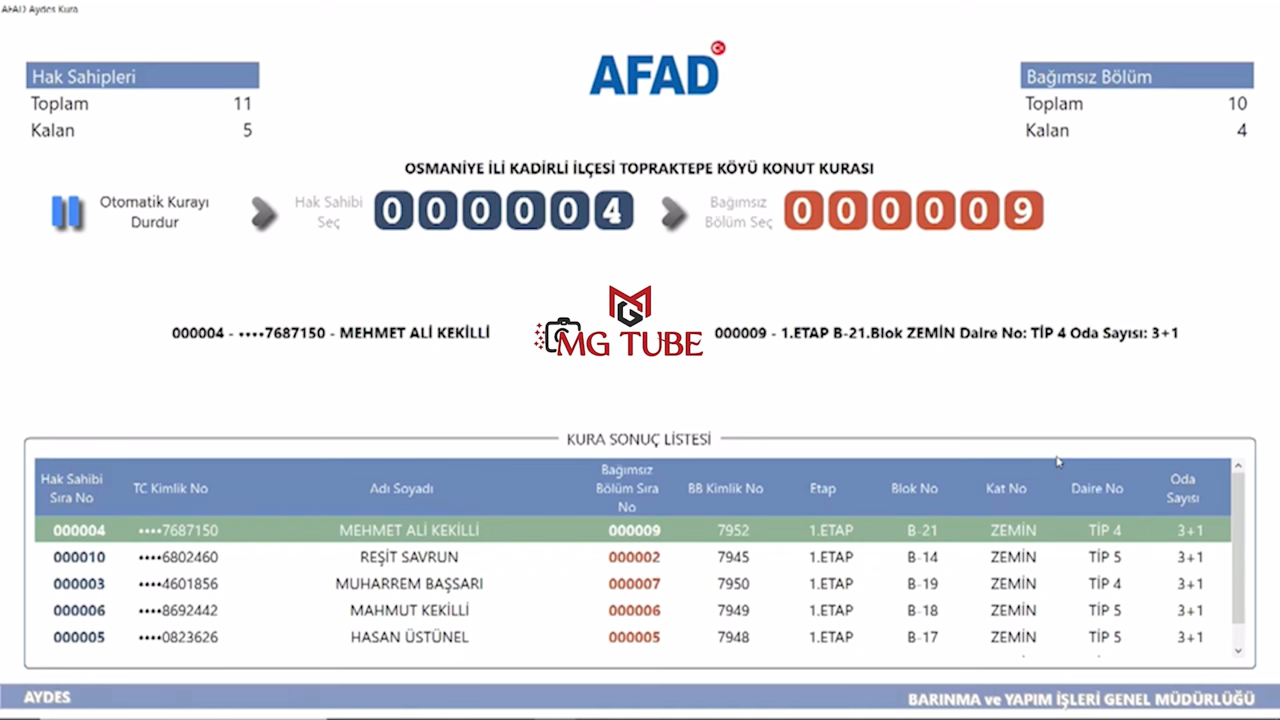 AFAD Aydes Kura
AFAD
Hak Sahipleri
Toplam 11
Kalan 5
Bağımsız Bölüm
Toplam 10
Kalan 4
OSMANİYE İLİ KADİRLİ İLÇESİ TOPRAKTEPE KÖYÜ KONUT KURASI
Otomatik Kurayı
Durdur
Hak Sahibi
Seç
000004
Bağımsız
Bölüm Seç
000009
000004 - ••••7687150 - MEHMET ALİ KEKİLLİ
MG TUBE
000009 - 1.ETAP B-21.Blok ZEMİN Daire No: TİP 4 Oda Sayısı: 3+1
KURA SONUÇ LİSTESİ
Hak Sahibi Sıra No TC Kimlik No Adı Soyadı Bağımsız Bölüm Sıra No BB Kimlik No Etap Blok No Kat No Daire No Oda Sayısı
000004 ••••7687150 MEHMET ALİ KEKİLLİ 000009 7952 1.ETAP B-21 ZEMİN TİP 4 3+1
000010 ••••6802460 REŞİT SAVRUN 000002 7945 1.ETAP B-14 ZEMİN TİP 5 3+1
000003 ••••4601856 MUHARREM BAŞSARI 000007 7950 1.ETAP B-19 ZEMİN TİP 4 3+1
000006 ••••8692442 MAHMUT KEKİLLİ 000006 7949 1.ETAP B-18 ZEMİN TİP 5 3+1
000005 ••••0823626 HASAN ÜSTÜNEL 000005 7948 1.ETAP B-17 ZEMİN TİP 5 3+1
AYDES
BARINMA ve YAPIM İŞLERİ GENEL MÜDÜRLÜĞÜ